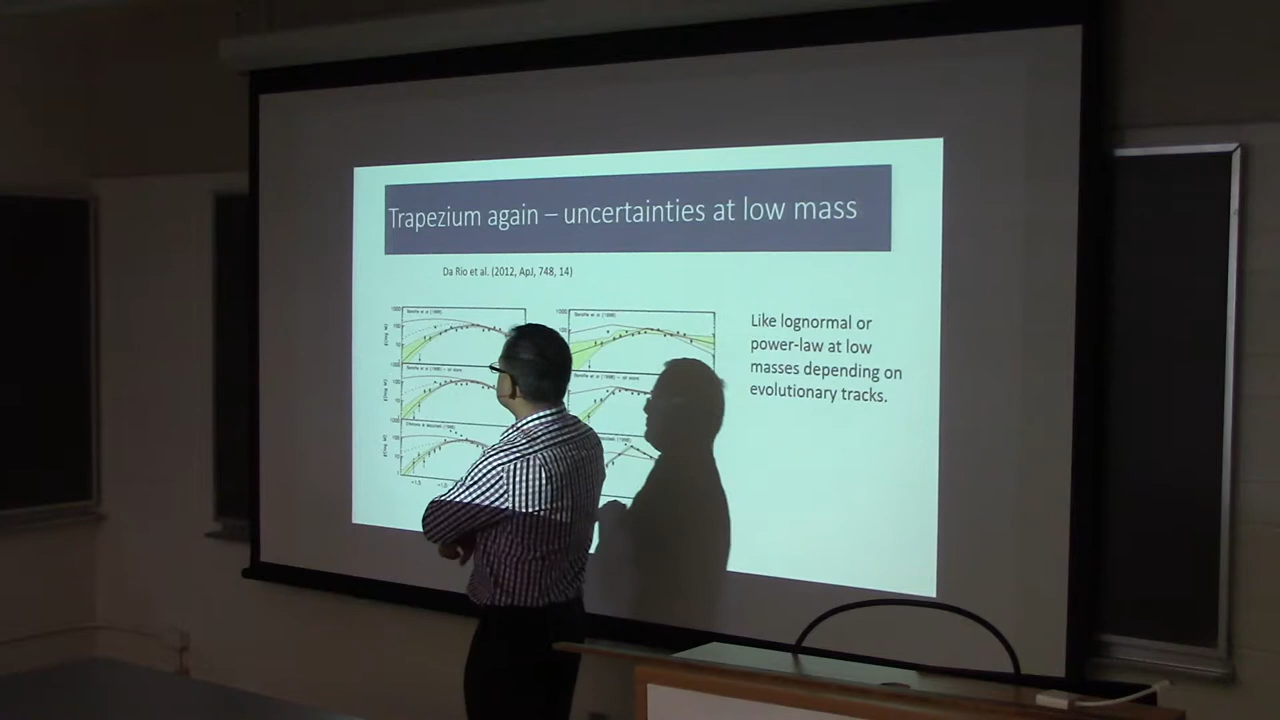 Trapezium again – uncertainties at low mass
Da Rio et al. (2012, ApJ, 748, 14)
Like lognormal or
power-law at low
masses depending on
evolutionary tracks.